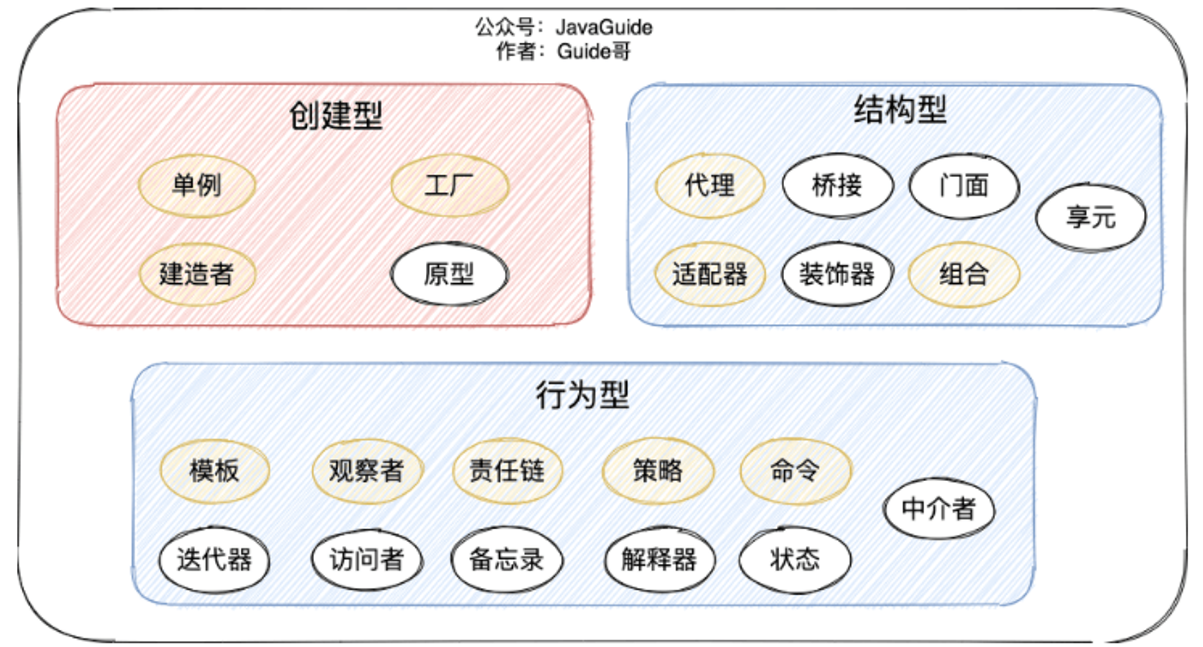 公众号：JavaGuide
作者：Guide哥
创建型
单例
工厂
建造者
原型
结构型
代理
桥接
门面
享元
适配器
装饰器
组合
行为型
模板
观察者
责任链
策略
命令
中介者
迭代器
访问者
备忘录
解释器
状态